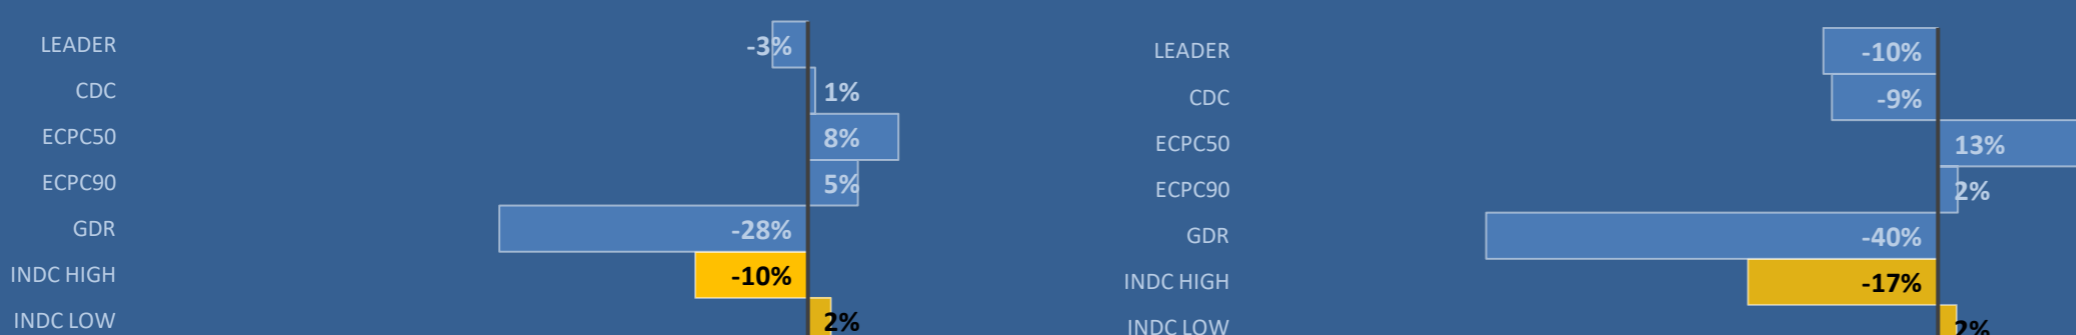 LEADER -3%
CDC 1%
ECPC50 8%
ECPC90 5%
GDR -28%
INDC HIGH -10%
INDC LOW 2%
LEADER -10%
CDC -9%
ECPC50 13%
ECPC90 2%
GDR -40%
INDC HIGH -17%
INDC LOW 2%